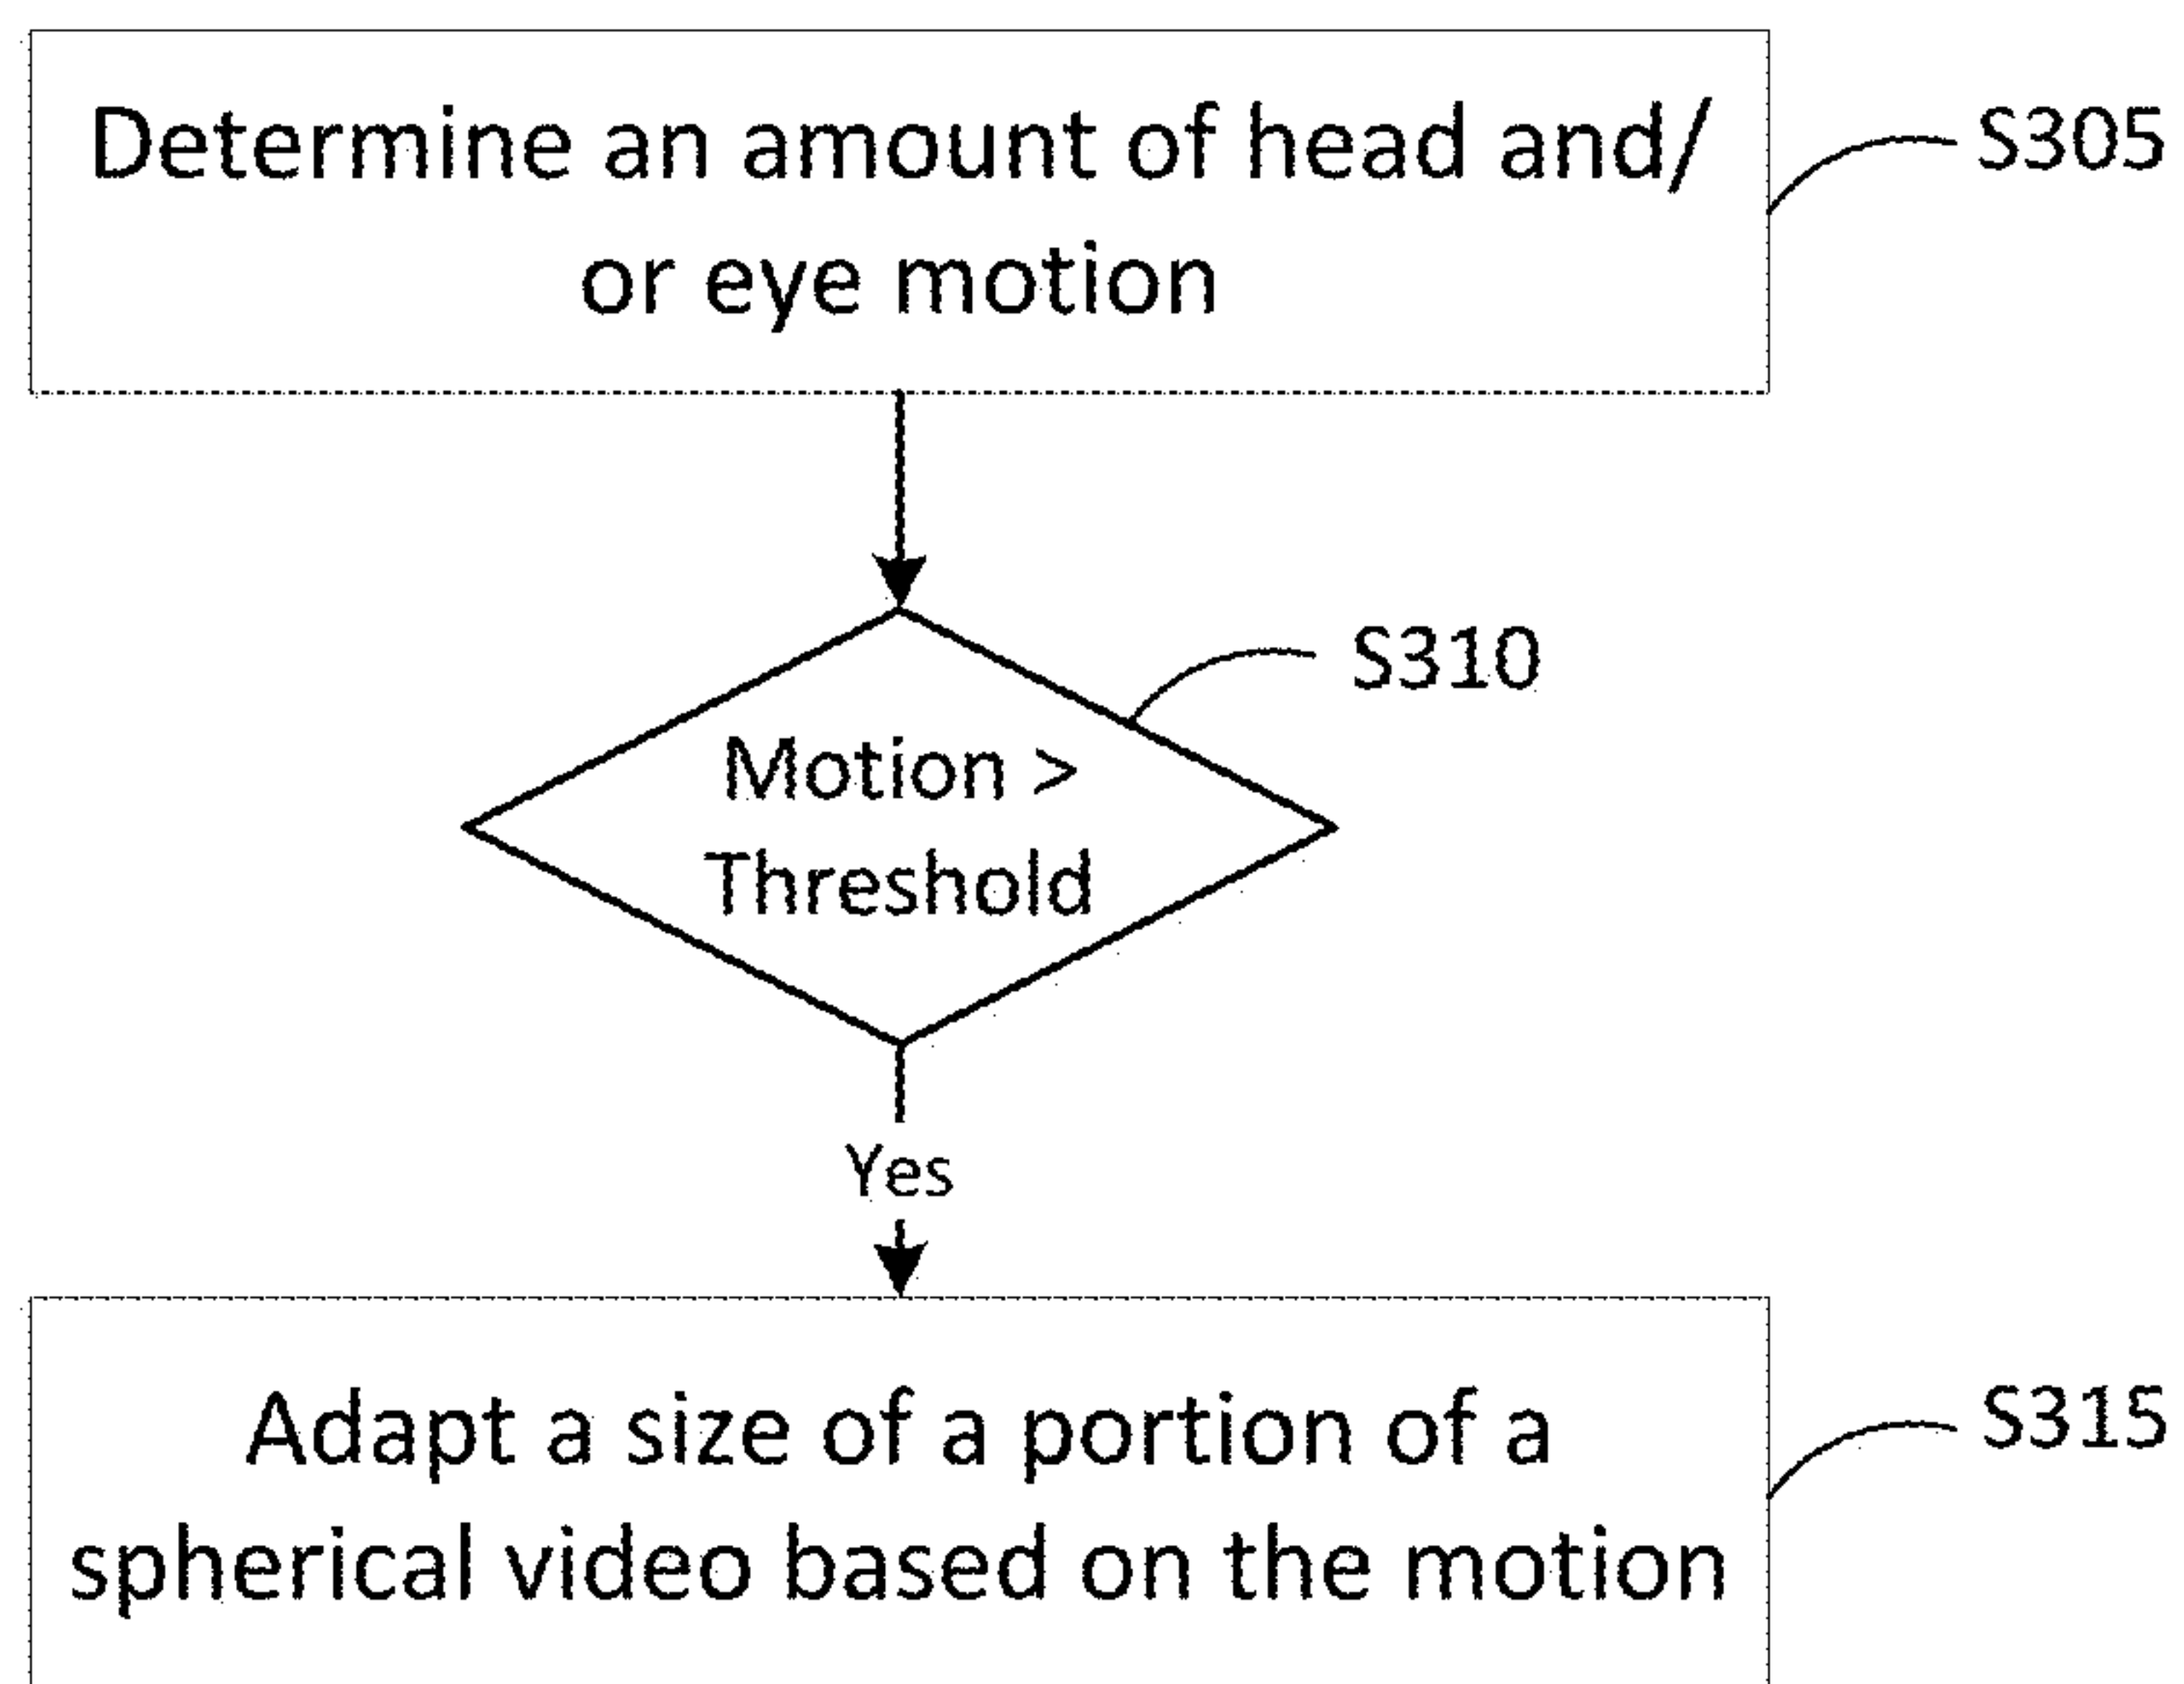 Determine an amount of head and/
or eye motion
S305
S310
Motion >
Threshold
Yes
Adapt a size of a portion of a
spherical video based on the motion
S315